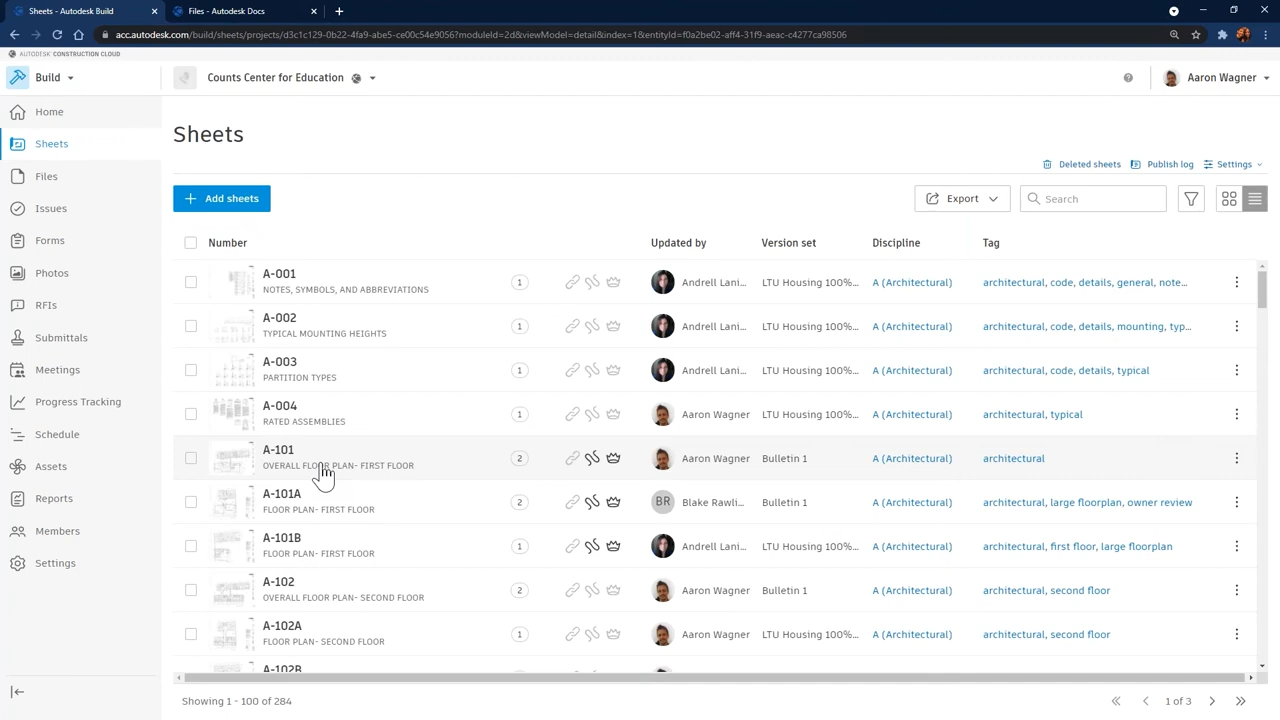 Sheets - Autodesk Build
Files - Autodesk Docs
acc.autodesk.com/build/sheets/projects/d3c1c129-0b22-4fa9-abe5-ce00c54e9056?moduleId=2d&viewModel=detail&index=1&entityId=f0a2be02-aff4-31f9-aeac-c4277ca98506
AUTODESK CONSTRUCTION CLOUD
Build
Counts Center for Education
Aaron Wagner
Home
Sheets
Files
Issues
Forms
Photos
RFIs
Submittals
Meetings
Progress Tracking
Schedule
Assets
Reports
Members
Settings
Sheets
Deleted sheets Publish log Settings
Add sheets Export Search
Number Updated by Version set Discipline Tag
A-001
NOTES, SYMBOLS, AND ABBREVIATIONS
1 Andrell Lani... LTU Housing 100%... A (Architectural) architectural, code, details, general, note...
A-002
TYPICAL MOUNTING HEIGHTS
1 Andrell Lani... LTU Housing 100%... A (Architectural) architectural, code, details, mounting, typ...
A-003
PARTITION TYPES
1 Andrell Lani... LTU Housing 100%... A (Architectural) architectural, code, details, typical
A-004
RATED ASSEMBLIES
1 Aaron Wagner LTU Housing 100%... A (Architectural) architectural, typical
A-101
OVERALL FLOOR PLAN- FIRST FLOOR
2 Aaron Wagner Bulletin 1 A (Architectural) architectural
A-101A
FLOOR PLAN- FIRST FLOOR
2 BR Blake Rawli... Bulletin 1 A (Architectural) architectural, large floorplan, owner review
A-101B
FLOOR PLAN- FIRST FLOOR
1 Andrell Lani... LTU Housing 100%... A (Architectural) architectural, first floor, large floorplan
A-102
OVERALL FLOOR PLAN- SECOND FLOOR
2 Aaron Wagner Bulletin 1 A (Architectural) architectural, second floor
A-102A
FLOOR PLAN- SECOND FLOOR
1 Aaron Wagner LTU Housing 100%... A (Architectural) architectural, second floor
A-102B
Showing 1 - 100 of 284
1 of 3